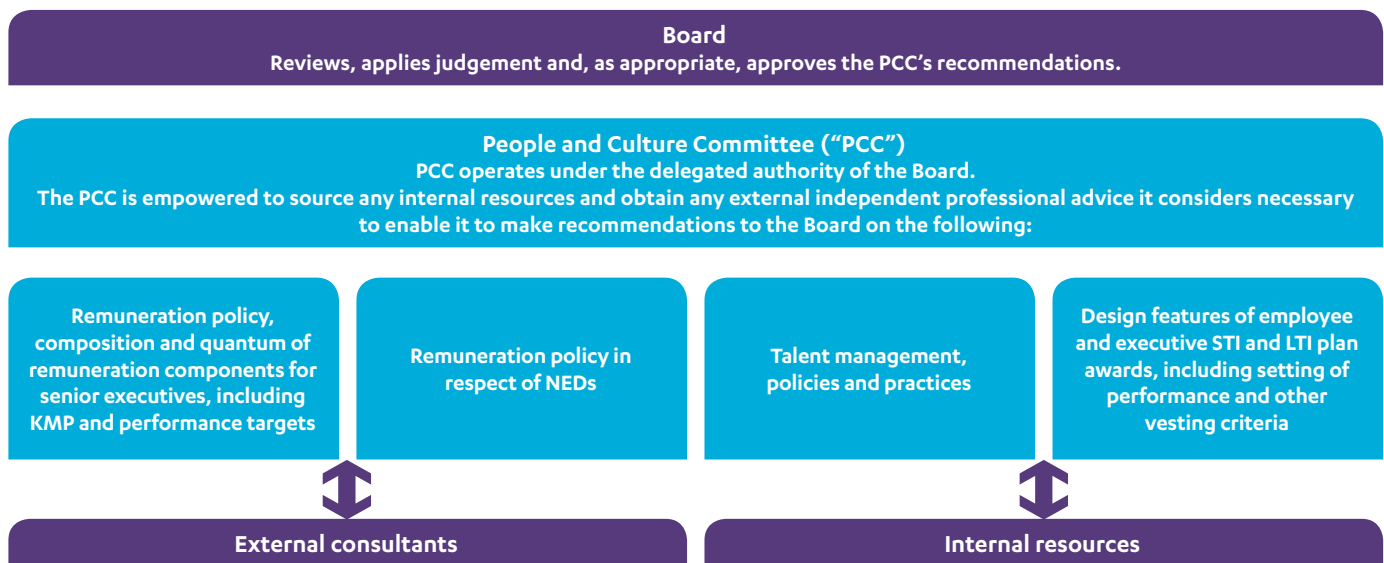 Board
Reviews, applies judgement and, as appropriate, approves the PCC’s recommendations.
People and Culture Committee (“PCC”)
PCC operates under the delegated authority of the Board.
The PCC is empowered to source any internal resources and obtain any external independent professional advice it considers necessary
to enable it to make recommendations to the Board on the following:
Remuneration policy,
composition and quantum of
remuneration components for
senior executives, including
KMP and performance targets
Remuneration policy in
respect of NEDs
Talent management,
policies and practices
Design features of employee
and executive STI and LTI plan
awards, including setting of
performance and other
vesting criteria
External consultants
Internal resources